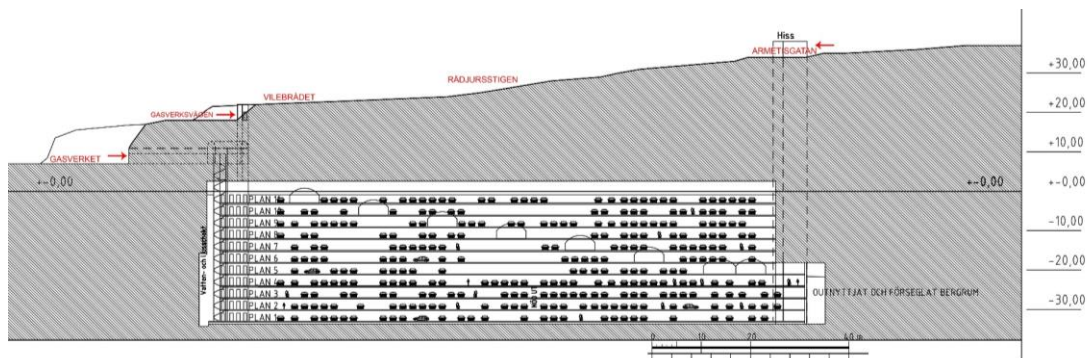 Hiss
ARMETISGATAN
+30,00
RÅDJURSSTIGEN
VILEBRÅDET
+20,00
GASVERKSVÄGEN
+10,00
GASVERKET
+-0,00
+-0,00
+-0,00
PLAN
PLAN
PLAN 9
-10,00
PLAN 8
PLAN 7
PLAN 6
-20,00
PLAN 5
PLAN 4
OUTNYTTJAT OCH FÖRSEGLAT BERGRUM
PLAN 3
PLAN 2
-30,00
PLAN 1
0 10 20 40 m